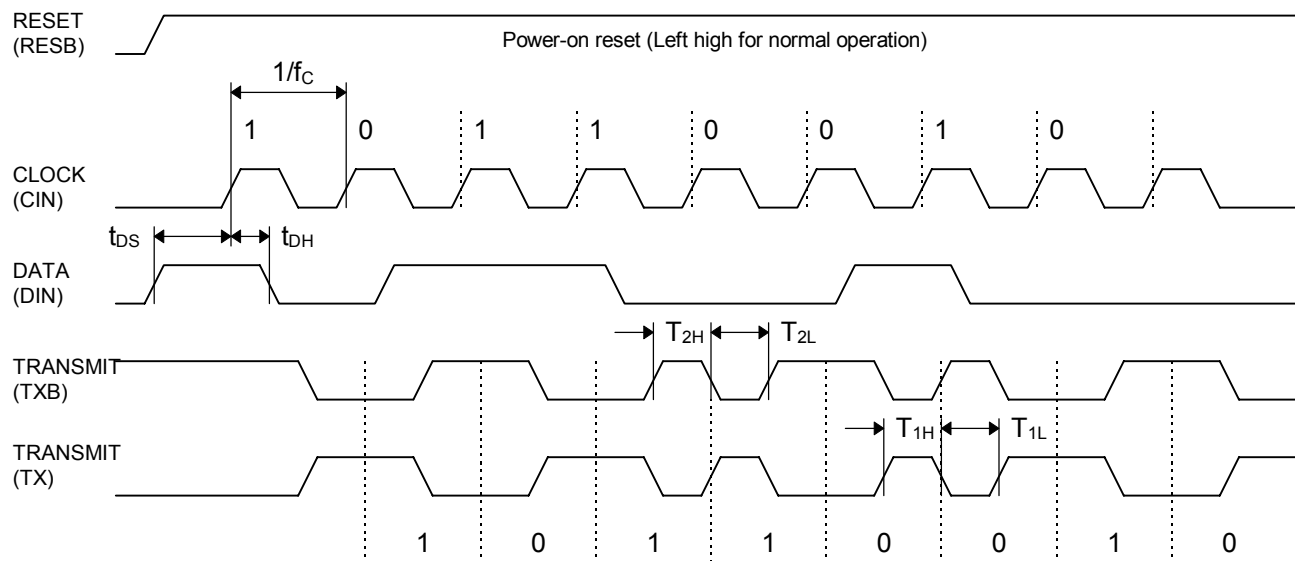 RESET
(RESB)
Power-on reset (Left high for normal operation)
1/fC
1 0 1 1 0 0 1 0
CLOCK
(CIN)
tDS tDH
DATA
(DIN)
T2H T2L
TRANSMIT
(TXB)
T1H T1L
TRANSMIT
(TX)
1 0 1 1 0 0 1 0